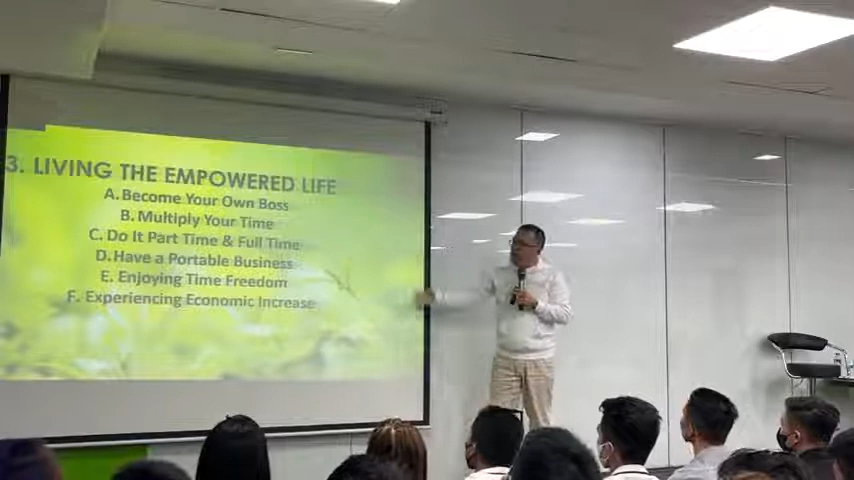 3. LIVING THE EMPOWERED LIFE
A. Become Your Own Boss
B. Multiply Your Time
C. Do It Part Time & Full Time
D. Have a Portable Business
E. Enjoying Time Freedom
F. Experiencing Economic Increase